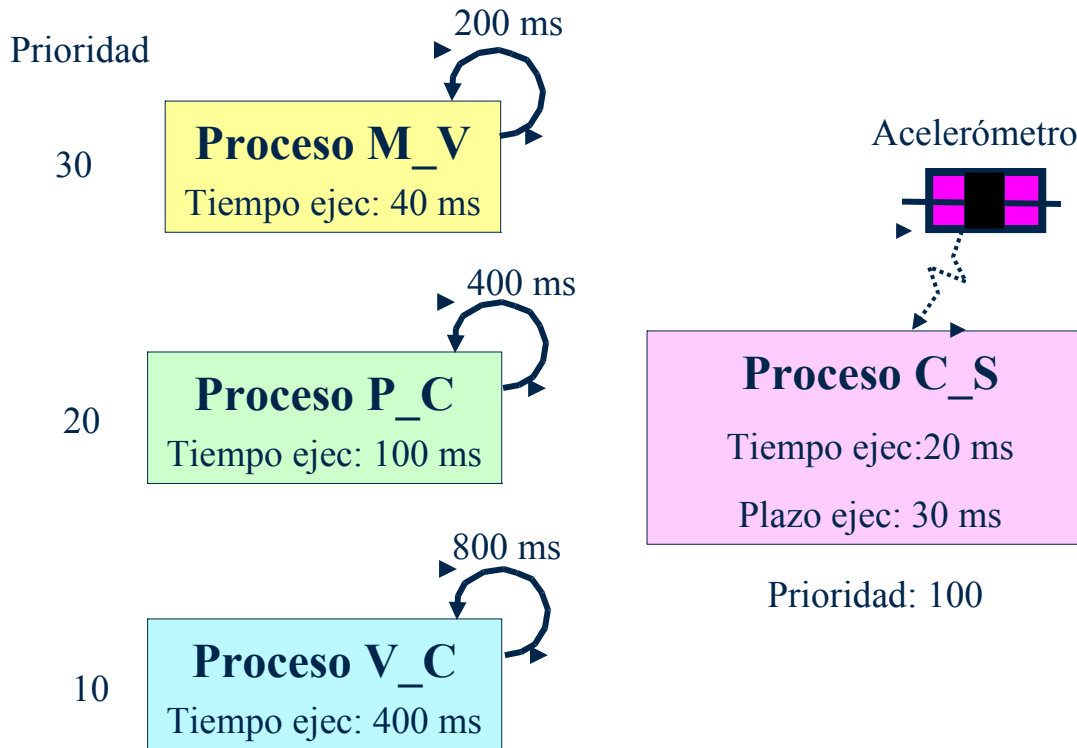 Prioridad
200 ms
30
Proceso M_V
Tiempo ejec: 40 ms
400 ms
20
Proceso P_C
Tiempo ejec: 100 ms
800 ms
10
Proceso V_C
Tiempo ejec: 400 ms
Acelerómetro
Proceso C_S
Tiempo ejec:20 ms
Plazo ejec: 30 ms
Prioridad: 100